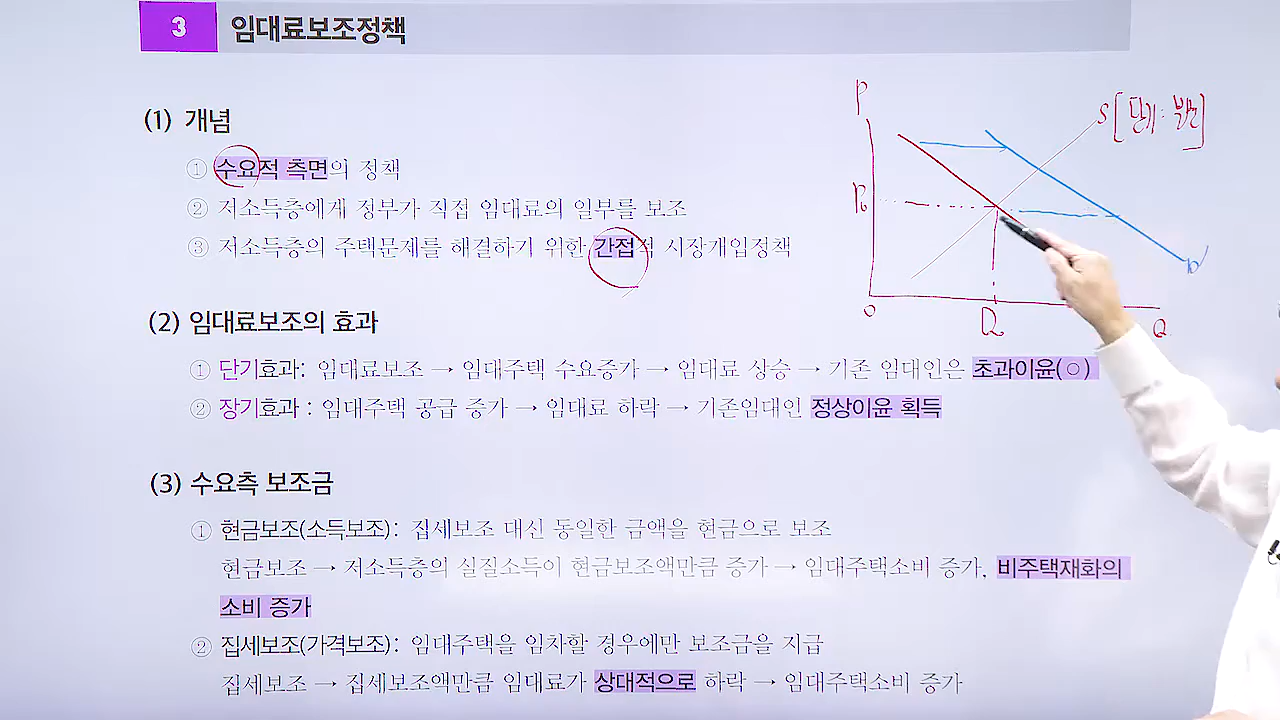 3 임대료보조정책
(1) 개념
① 수요적 측면의 정책
② 저소득층에게 정부가 직접 임대료의 일부를 보조
③ 저소득층의 주택문제를 해결하기 위한 간접적 시장개입정책
(2) 임대료보조의 효과
① 단기효과: 임대료보조 → 임대주택 수요증가 → 임대료 상승 → 기존 임대인은 초과이윤(○)
② 장기효과 : 임대주택 공급 증가 → 임대료 하락 → 기존임대인 정상이윤 획득
(3) 수요측 보조금
① 현금보조(소득보조): 집세보조 대신 동일한 금액을 현금으로 보조
현금보조 → 저소득층의 실질소득이 현금보조액만큼 증가 → 임대주택소비 증가, 비주택재화의
소비 증가
② 집세보조(가격보조): 임대주택을 임차할 경우에만 보조금을 지급
집세보조 → 집세보조액만큼 임대료가 상대적으로 하락 → 임대주택소비 증가
P
S [단기:
P₀
D'
0
Q